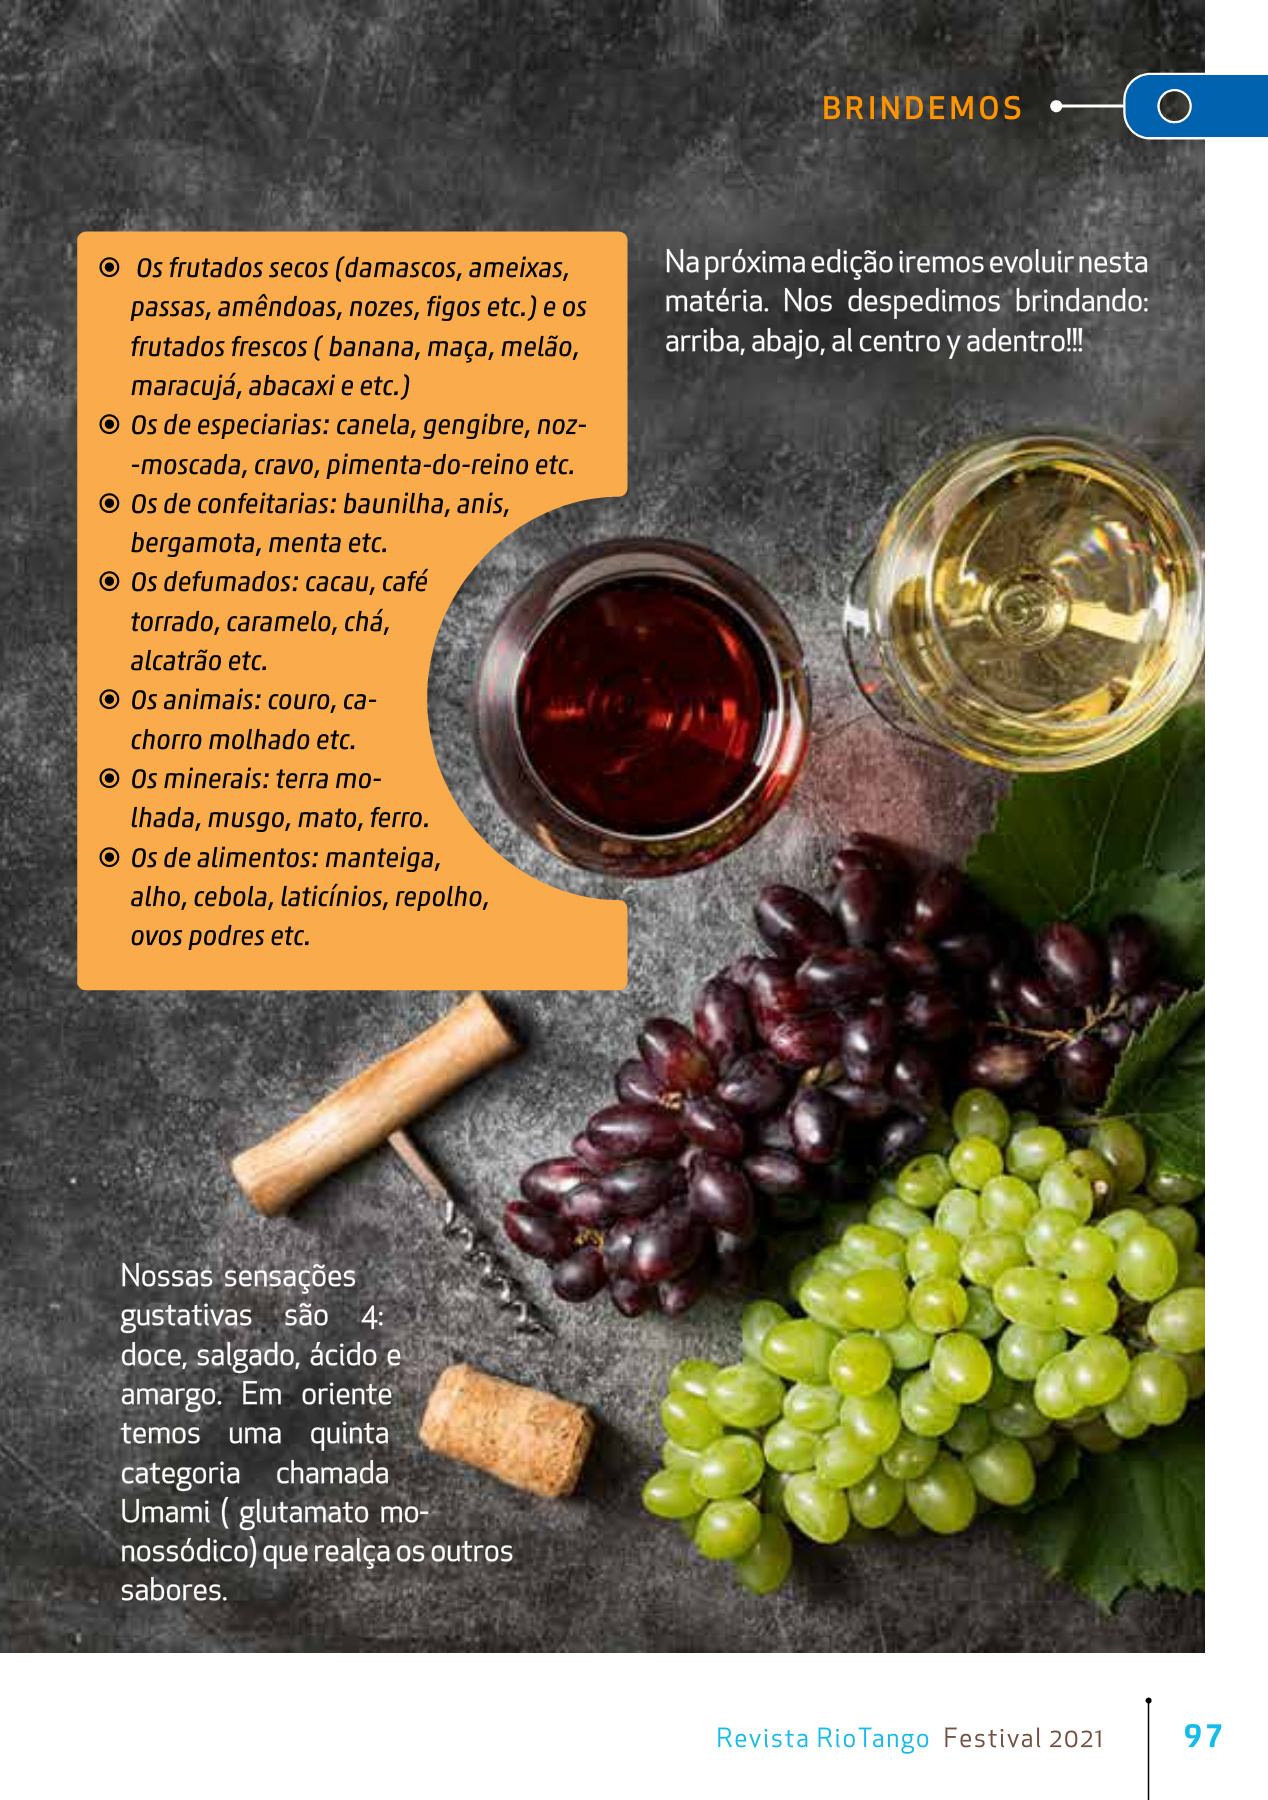 BRINDEMOS
Os frutados secos (damascos, ameixas,
passas, amêndoas, nozes, figos etc.) e os
frutados frescos ( banana, maça, melão,
maracujá, abacaxi e etc.)
Os de especiarias: canela, gengibre, noz-
-moscada, cravo, pimenta-do-reino etc.
Os de confeitarias: baunilha, anis,
bergamota, menta etc.
Os defumados: cacau, café
torrado, caramelo, chá,
alcatrão etc.
Os animais: couro, ca-
chorro molhado etc.
Os minerais: terra mo-
lhada, musgo, mato, ferro.
Os de alimentos: manteiga,
alho, cebola, laticínios, repolho,
ovos podres etc.
Nossas sensações
gustativas são 4:
doce, salgado, ácido e
amargo. Em oriente
temos uma quinta
categoria chamada
Umami ( glutamato mo-
nossódico) que realça os outros
sabores.
Na próxima edição iremos evoluir nesta
matéria. Nos despedimos brindando:
arriba, abajo, al centro y adentro!!!
Revista RioTango Festival 2021
97